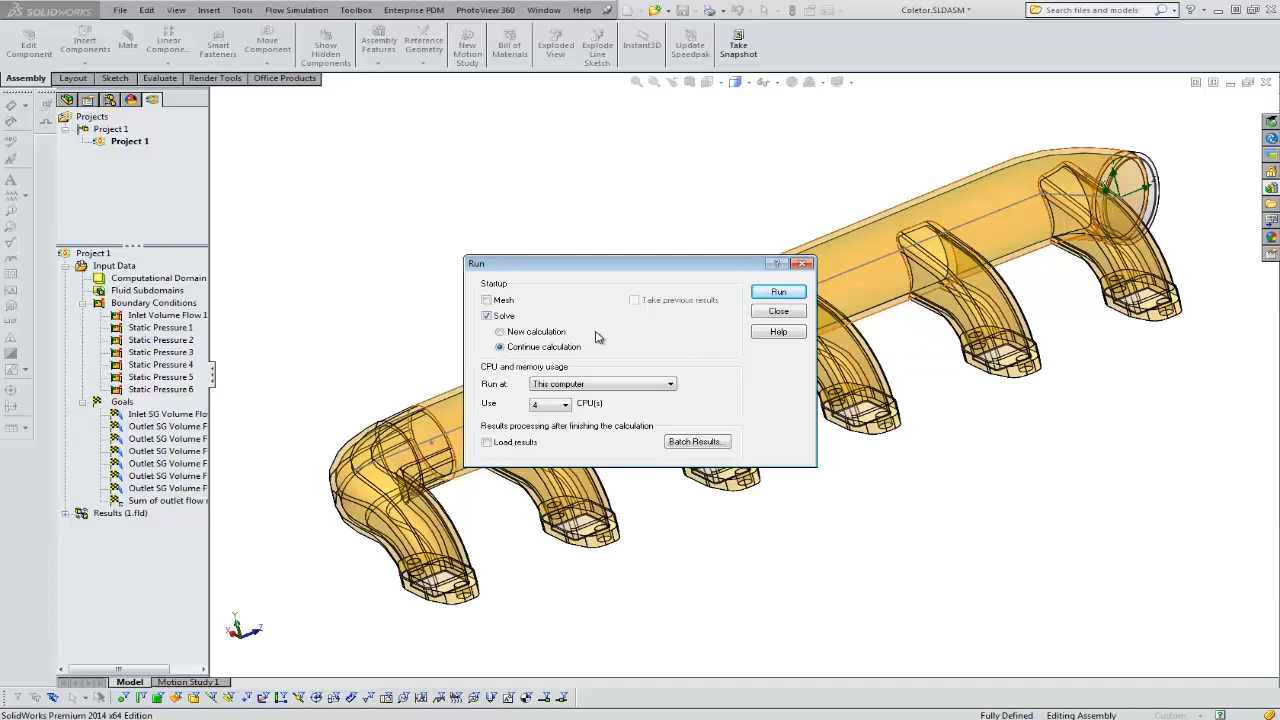 SOLIDWORKS File Edit View Insert Tools Flow Simulation Toolbox Enterprise PDM PhotoView 360 Window Help Coletor.SLDASM * Search files and models
Edit Component
Insert Components
Mate
Linear Compone...
Smart Fasteners
Move Component
Show Hidden Components
Assembly Features
Reference Geometry
New Motion Study
Bill of Materials
Exploded View
Explode Line Sketch
Instant3D
Update Speedpak
Take Snapshot
Assembly Layout Sketch Evaluate Render Tools Office Products
Projects
Project 1
Project 1
Project 1
Input Data
Computational Domain
Fluid Subdomains
Boundary Conditions
Inlet Volume Flow 1
Static Pressure 1
Static Pressure 2
Static Pressure 3
Static Pressure 4
Static Pressure 5
Static Pressure 6
Goals
Inlet SG Volume Flo
Outlet SG Volume F
Outlet SG Volume F
Outlet SG Volume F
Outlet SG Volume F
Outlet SG Volume F
Outlet SG Volume F
Sum of outlet flow r
Results (1.fld)
Run
Startup
Mesh
Take previous results
Solve
New calculation
Continue calculation
CPU and memory usage
Run at: This computer
Use 4 CPU(s)
Results processing after finishing the calculation
Load results
Batch Results...
Run
Close
Help
Model Motion Study 1
SolidWorks Premium 2014 x64 Edition
Fully Defined Editing Assembly Custom